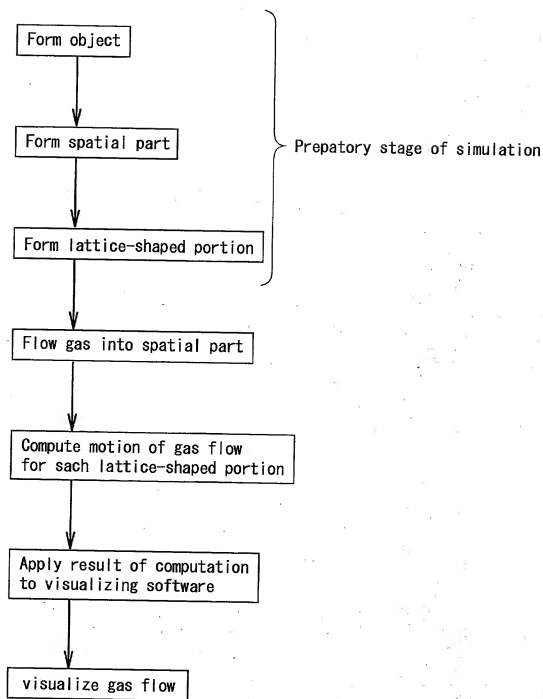 Form object
Form spatial part
Prepatory stage of simulation
Form lattice-shaped portion
Flow gas into spatial part
Compute motion of gas flow
for sach lattice-shaped portion
Apply result of computation
to visualizing software
visualize gas flow